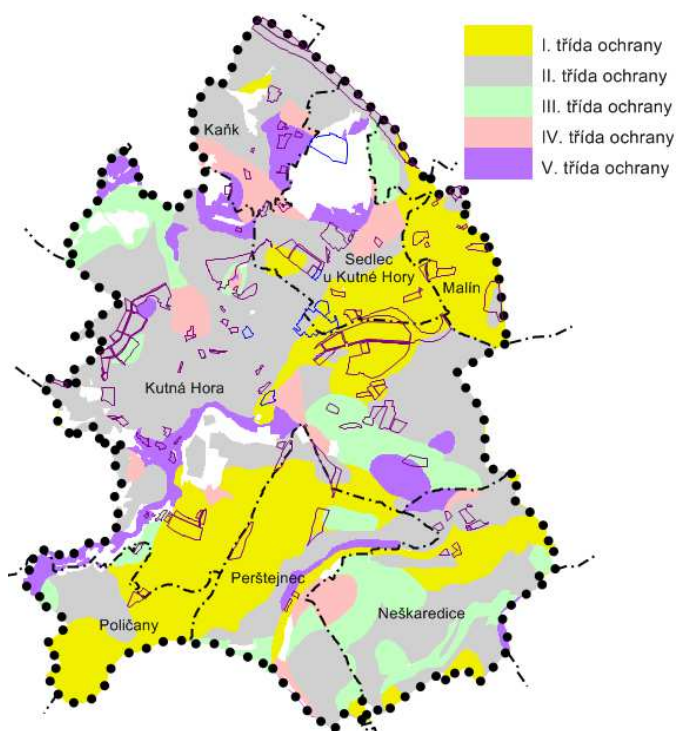 I. třída ochrany
II. třída ochrany
III. třída ochrany
IV. třída ochrany
V. třída ochrany
Kaňk
Sedlec
u Kutné Hory
Malín
Kutná Hora
Perštejnec
Poličany
Neškaredice